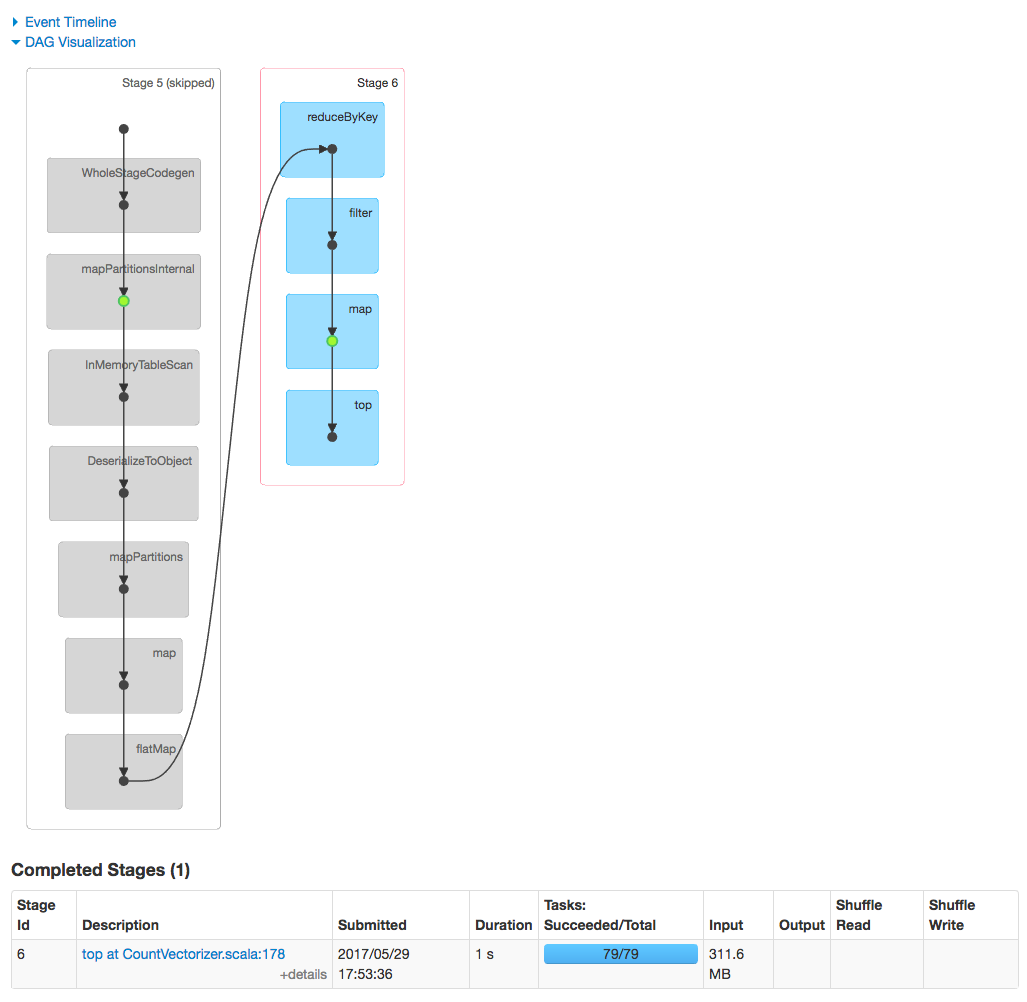 Event Timeline
DAG Visualization
Stage 5 (skipped)
WholeStageCodegen
mapPartitionsInternal
InMemoryTableScan
DeserializeToObject
mapPartitions
map
flatMap
Stage 6
reduceByKey
filter
map
top
Completed Stages (1)
Stage Id Description Submitted Duration Tasks: Succeeded/Total Input Output Shuffle Read Shuffle Write
6 top at CountVectorizer.scala:178 2017/05/29 1 s 79/79 311.6
+details 17:53:36 MB